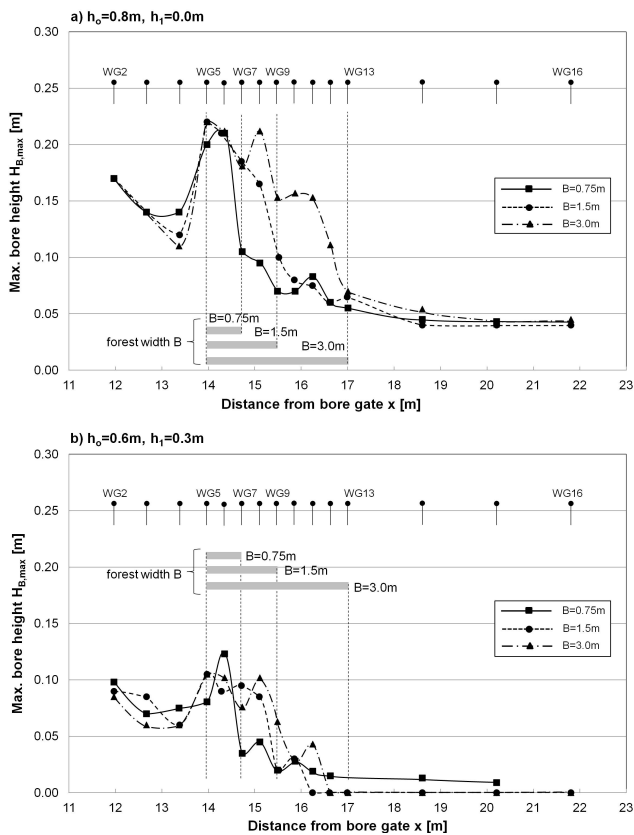 a) ho=0.8m, h1=0.0m
0.30
0.25
0.20
0.15
0.10
0.05
0.00
Max. bore height HB,max [m]
WG2 WG5 WG7 WG9 WG13 WG16
B=0.75m
B=1.5m
B=3.0m
forest width B
B=0.75m
B=1.5m
B=3.0m
11 12 13 14 15 16 17 18 19 20 21 22 23
Distance from bore gate x [m]
b) ho=0.6m, h1=0.3m
0.30
0.25
0.20
0.15
0.10
0.05
0.00
Max. bore height HB,max [m]
WG2 WG5 WG7 WG9 WG13 WG16
forest width B
B=0.75m
B=1.5m
B=3.0m
B=0.75m
B=1.5m
B=3.0m
11 12 13 14 15 16 17 18 19 20 21 22 23
Distance from bore gate x [m]